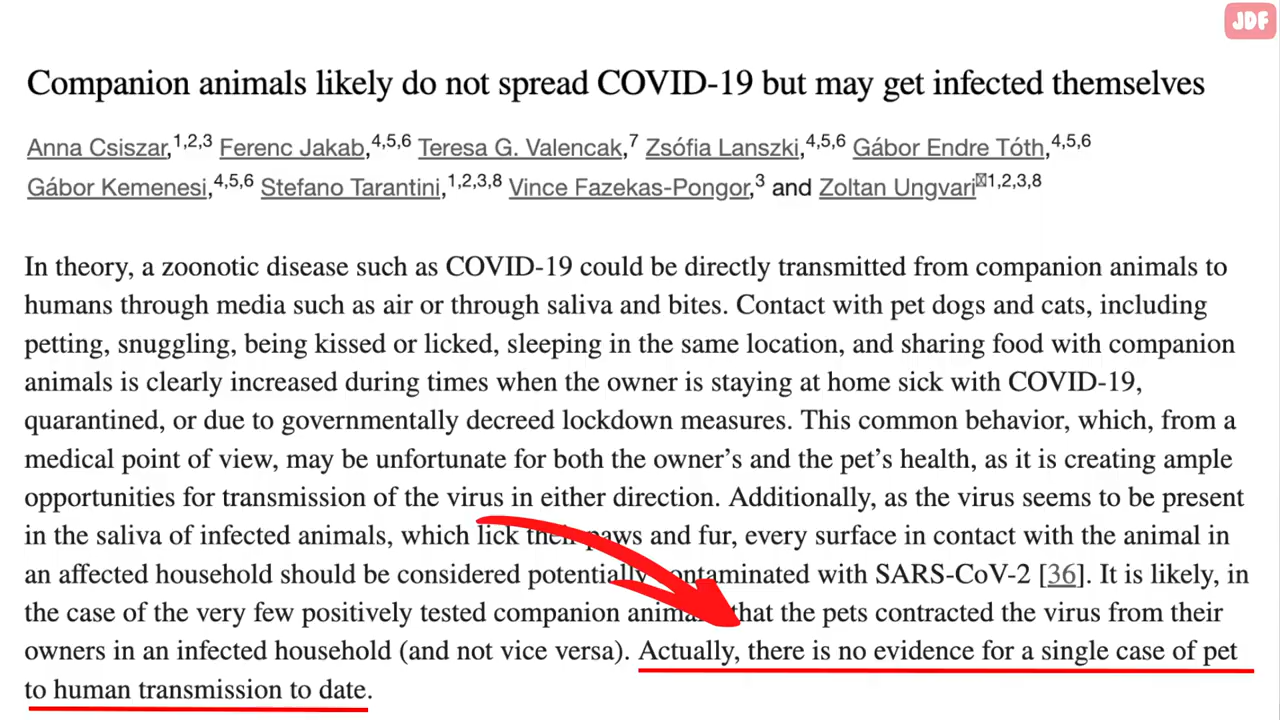 JDF
Companion animals likely do not spread COVID-19 but may get infected themselves
Anna Csiszar,1,2,3 Ferenc Jakab,4,5,6 Teresa G. Valencak,7 Zsófia Lanszki,4,5,6 Gábor Endre Tóth,4,5,6
Gábor Kemenesi,4,5,6 Stefano Tarantini,1,2,3,8 Vince Fazekas-Pongor,3 and Zoltan Ungvari1,2,3,8
In theory, a zoonotic disease such as COVID-19 could be directly transmitted from companion animals to
humans through media such as air or through saliva and bites. Contact with pet dogs and cats, including
petting, snuggling, being kissed or licked, sleeping in the same location, and sharing food with companion
animals is clearly increased during times when the owner is staying at home sick with COVID-19,
quarantined, or due to governmentally decreed lockdown measures. This common behavior, which, from a
medical point of view, may be unfortunate for both the owner's and the pet's health, as it is creating ample
opportunities for transmission of the virus in either direction. Additionally, as the virus seems to be present
in the saliva of infected animals, which lick their paws and fur, every surface in contact with the animal in
an affected household should be considered potentially contaminated with SARS-CoV-2 [36]. It is likely, in
the case of the very few positively tested companion animals that the pets contracted the virus from their
owners in an infected household (and not vice versa). Actually, there is no evidence for a single case of pet
to human transmission to date.